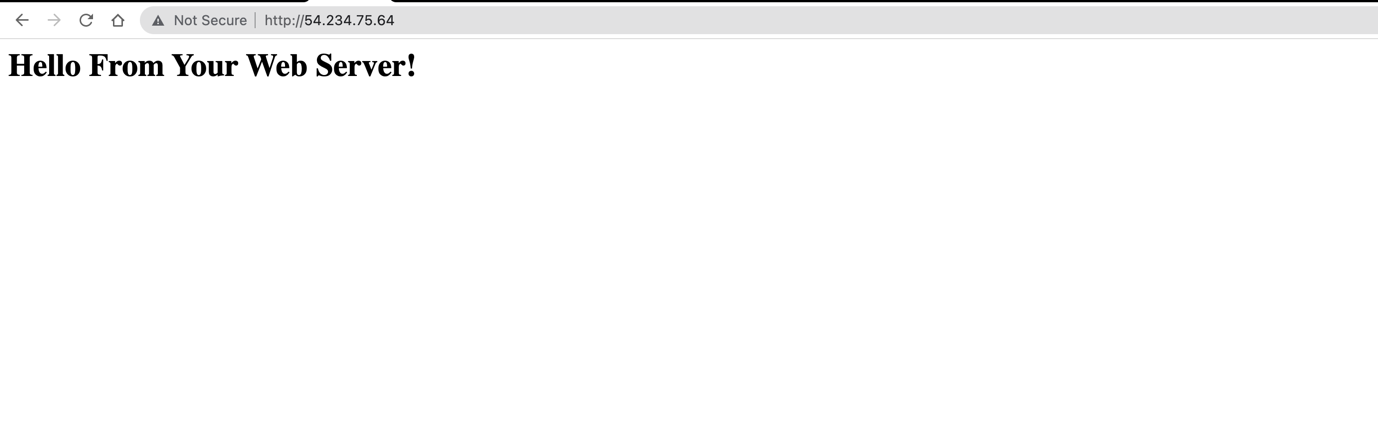 Not Secure | http://54.234.75.64
Hello From Your Web Server!